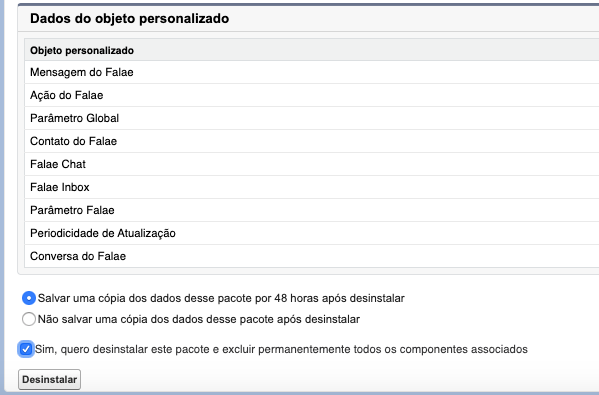 Dados do objeto personalizado
Objeto personalizado
Mensagem do Falae
Ação do Falae
Parâmetro Global
Contato do Falae
Falae Chat
Falae Inbox
Parâmetro Falae
Periodicidade de Atualização
Conversa do Falae
Salvar uma cópia dos dados desse pacote por 48 horas após desinstalar
Não salvar uma cópia dos dados desse pacote após desinstalar
Sim, quero desinstalar este pacote e excluir permanentemente todos os componentes associados
Desinstalar